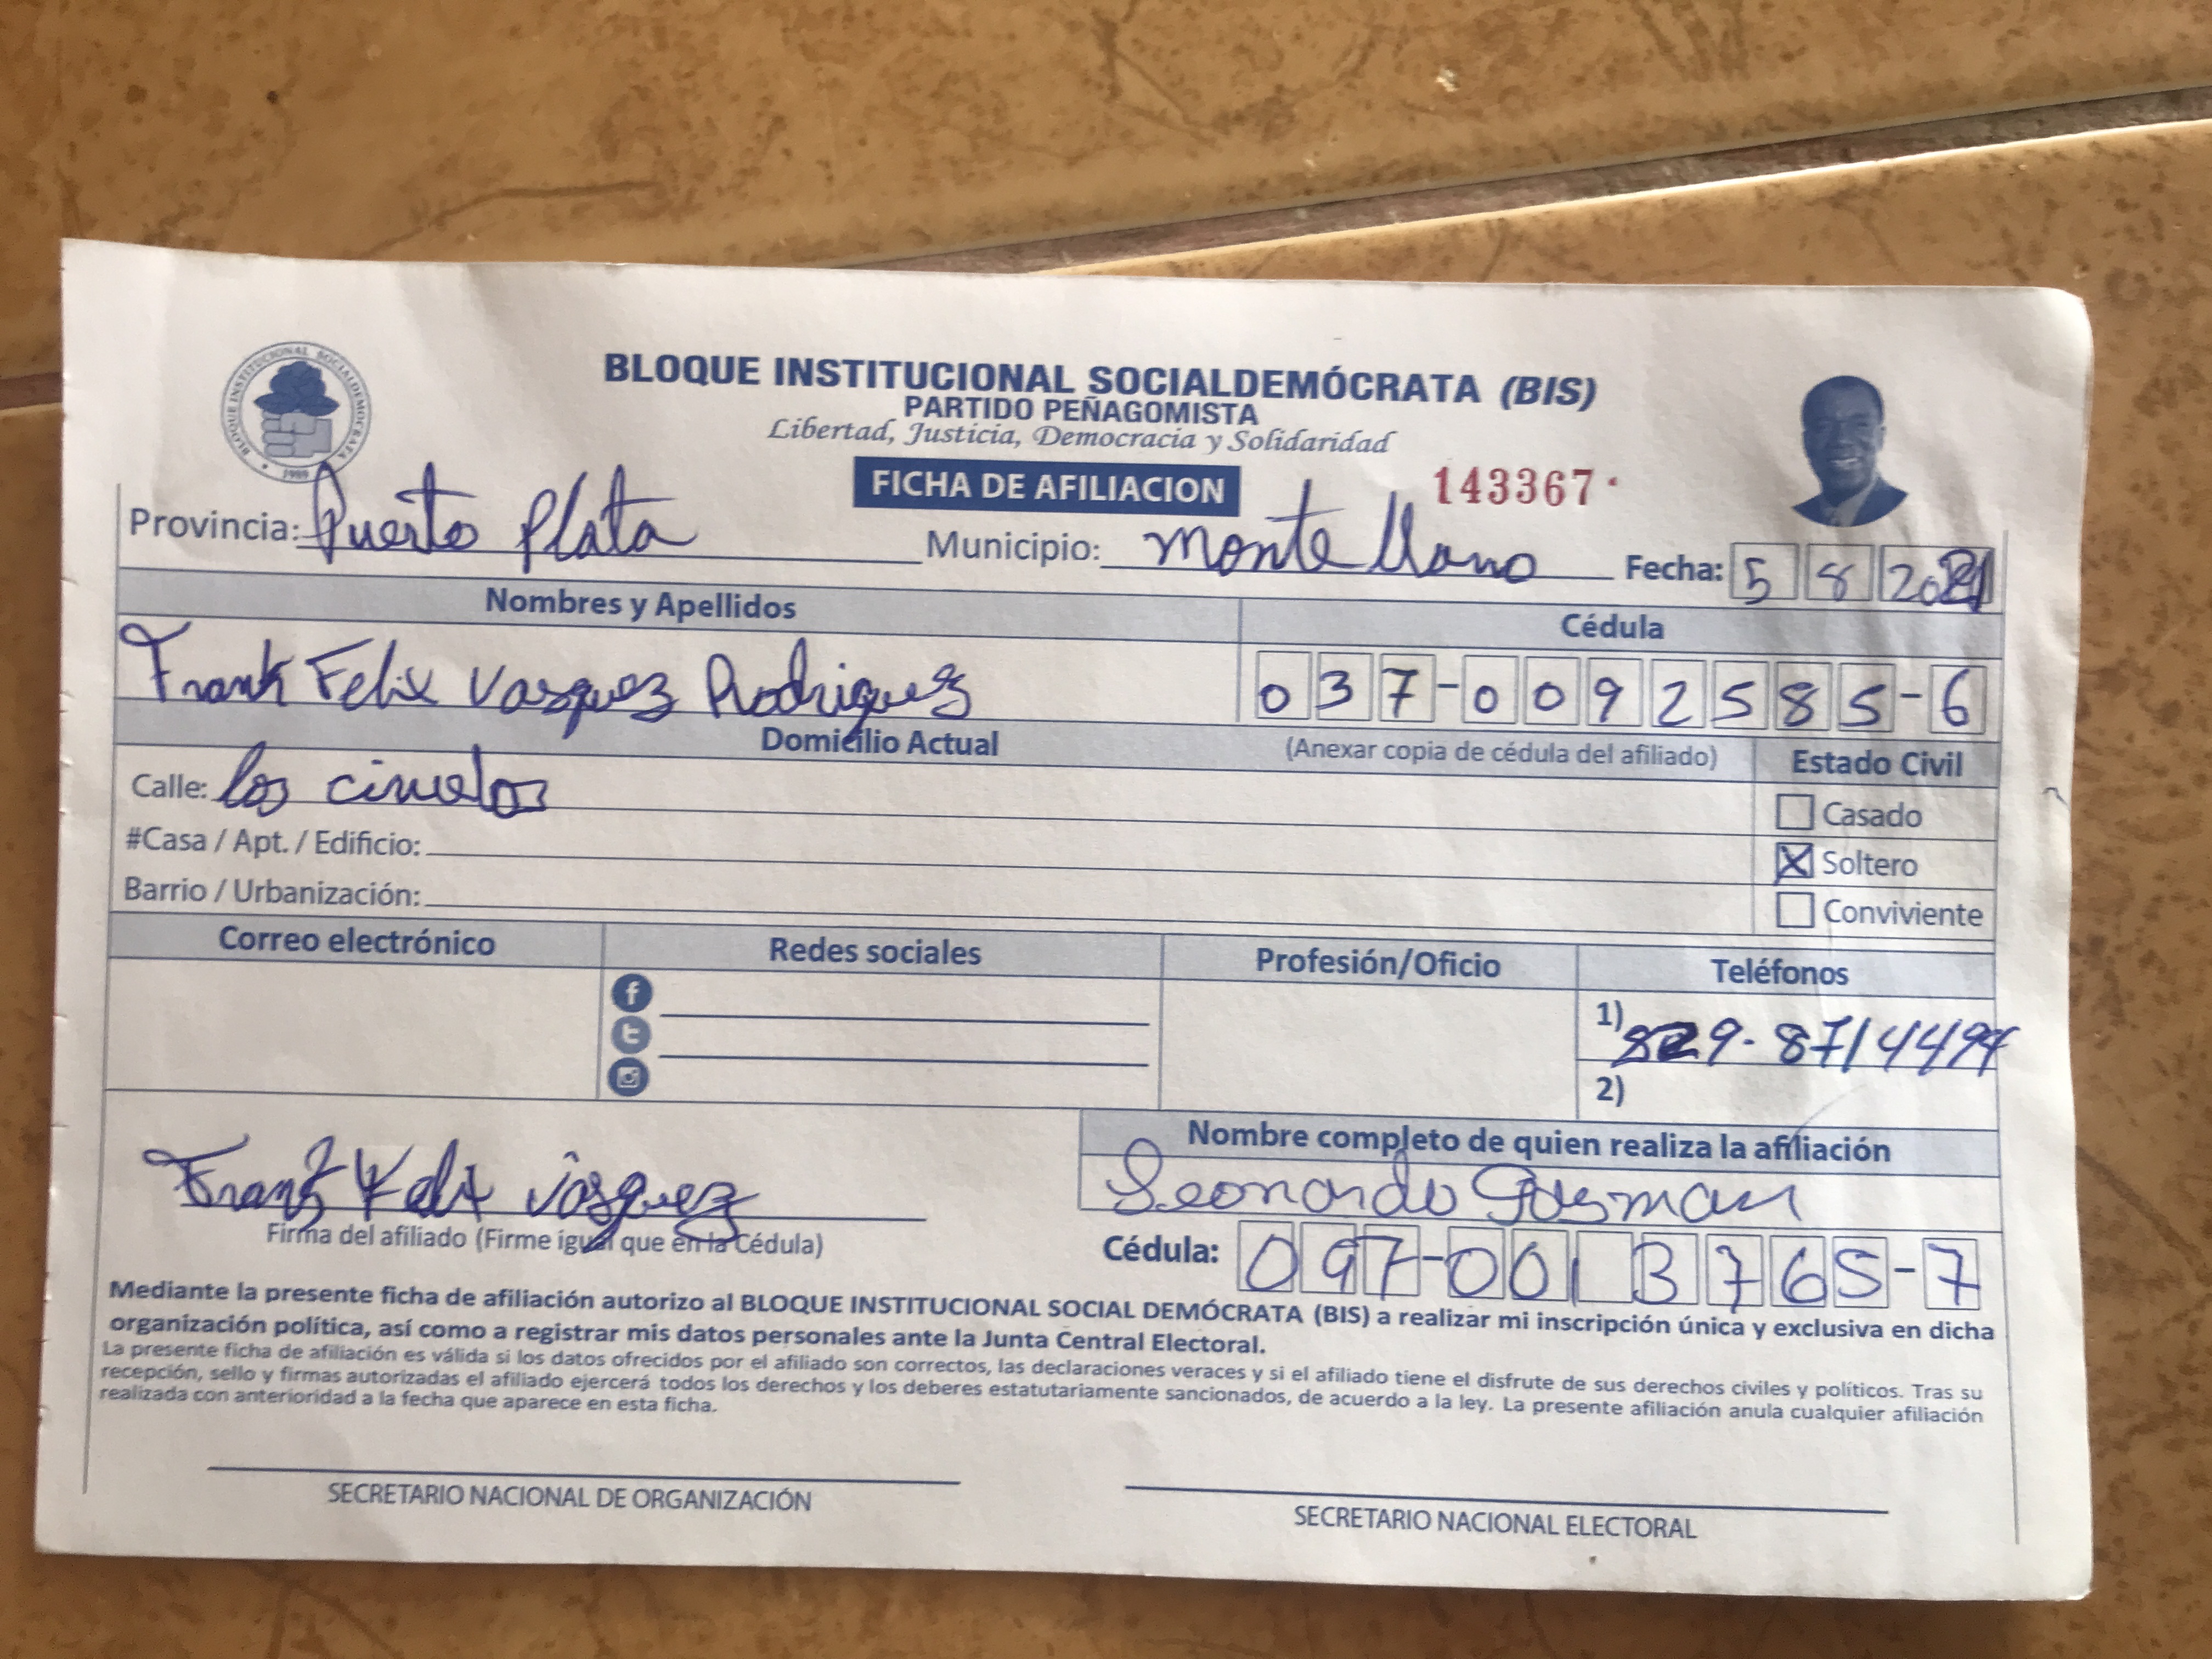 BLOQUE INSTITUCIONAL SOCIALDEMOCRATA
1989
BLOQUE INSTITUCIONAL SOCIALDEMÓCRATA (BIS)
PARTIDO PEÑAGOMISTA
Libertad, Justicia, Democracia y Solidaridad
FICHA DE AFILIACION 143367
Provincia: Puerto Plata Municipio: Monte llano Fecha: 5 8 2021
Nombres y Apellidos Cédula
Frank Felix Vasquez Rodriguez 037-0092585-6
Domicilio Actual (Anexar copia de cédula del afiliado) Estado Civil
Calle: los ciruelos
Casado
#Casa / Apt. / Edificio:
X Soltero
Barrio / Urbanización:
Conviviente
Correo electrónico Redes sociales Profesión/Oficio Teléfonos
1) 829-871 4494
2)
Nombre completo de quien realiza la afiliación
Frank Felix Vasquez Leonardo Gusman
Firma del afiliado (Firme igual que en la Cédula) Cédula: 097-0013765-7
Mediante la presente ficha de afiliación autorizo al BLOQUE INSTITUCIONAL SOCIAL DEMÓCRATA (BIS) a realizar mi inscripción única y exclusiva en dicha
organización política, así como a registrar mis datos personales ante la Junta Central Electoral.
La presente ficha de afiliación es válida si los datos ofrecidos por el afiliado son correctos, las declaraciones veraces y si el afiliado tiene el disfrute de sus derechos civiles y políticos. Tras su
recepción, sello y firmas autorizadas el afiliado ejercerá todos los derechos y los deberes estatutariamente sancionados, de acuerdo a la ley. La presente afiliación anula cualquier afiliación
realizada con anterioridad a la fecha que aparece en esta ficha.
SECRETARIO NACIONAL DE ORGANIZACIÓN SECRETARIO NACIONAL ELECTORAL